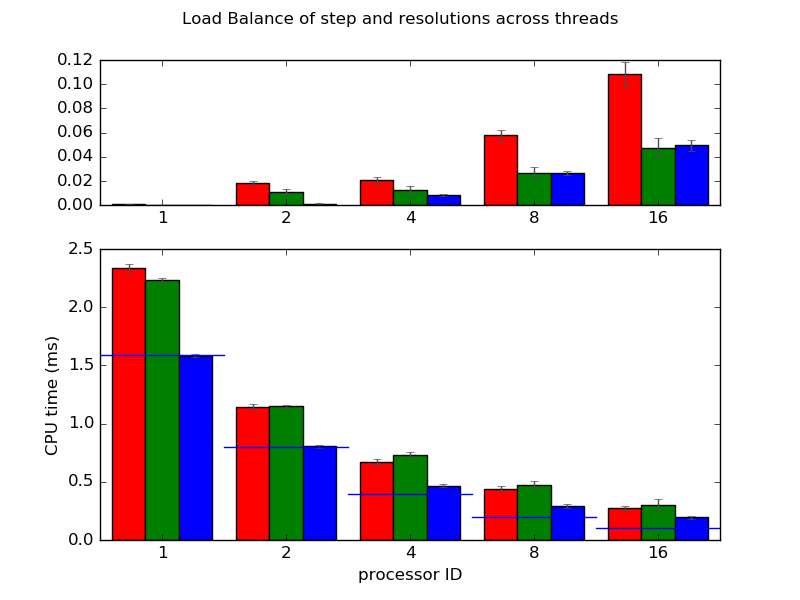 Load Balance of step and resolutions across threads
0.12
0.10
0.08
0.06
0.04
0.02
0.00
1 2 4 8 16
2.5
2.0
1.5
1.0
0.5
0.0
CPU time (ms)
1 2 4 8 16
processor ID